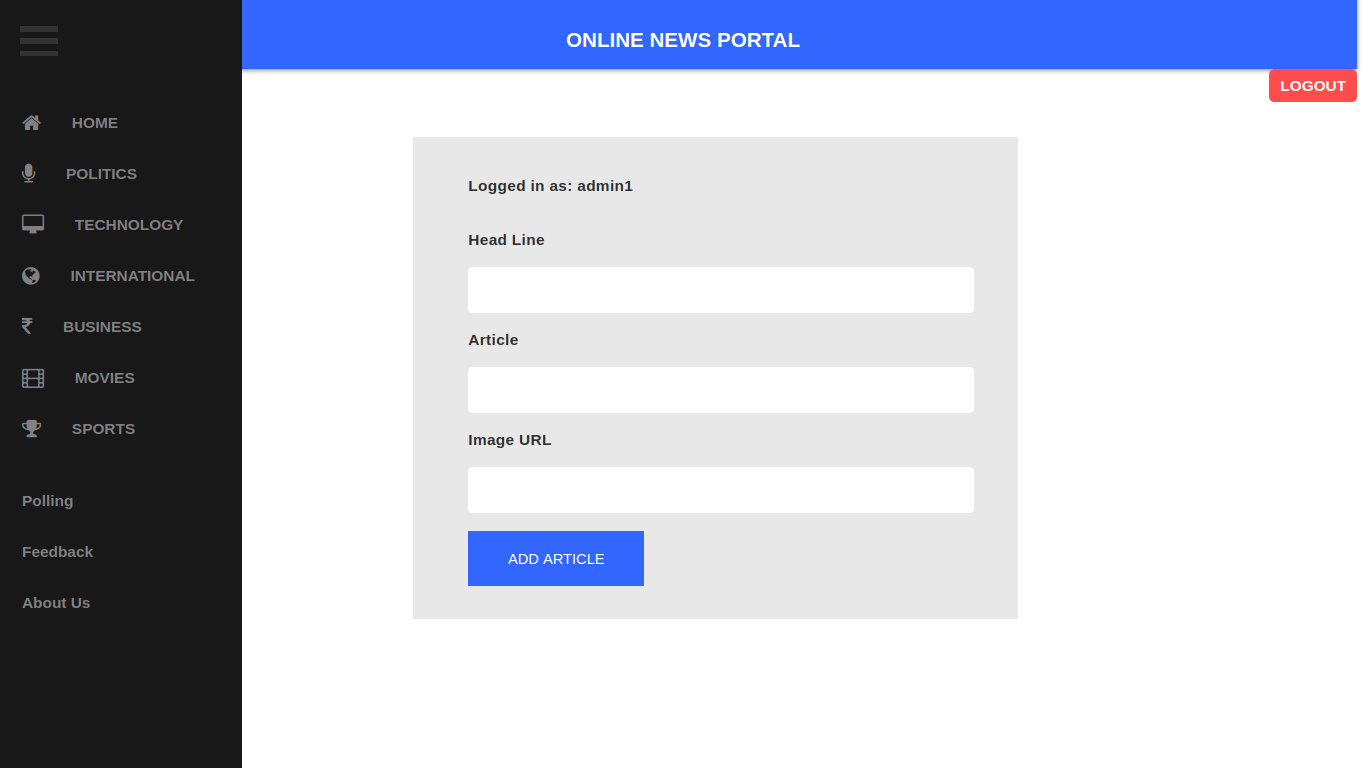 ONLINE NEWS PORTAL
LOGOUT
HOME
POLITICS
TECHNOLOGY
INTERNATIONAL
BUSINESS
MOVIES
SPORTS
Polling
Feedback
About Us
Logged in as: admin1
Head Line
Article
Image URL
ADD ARTICLE